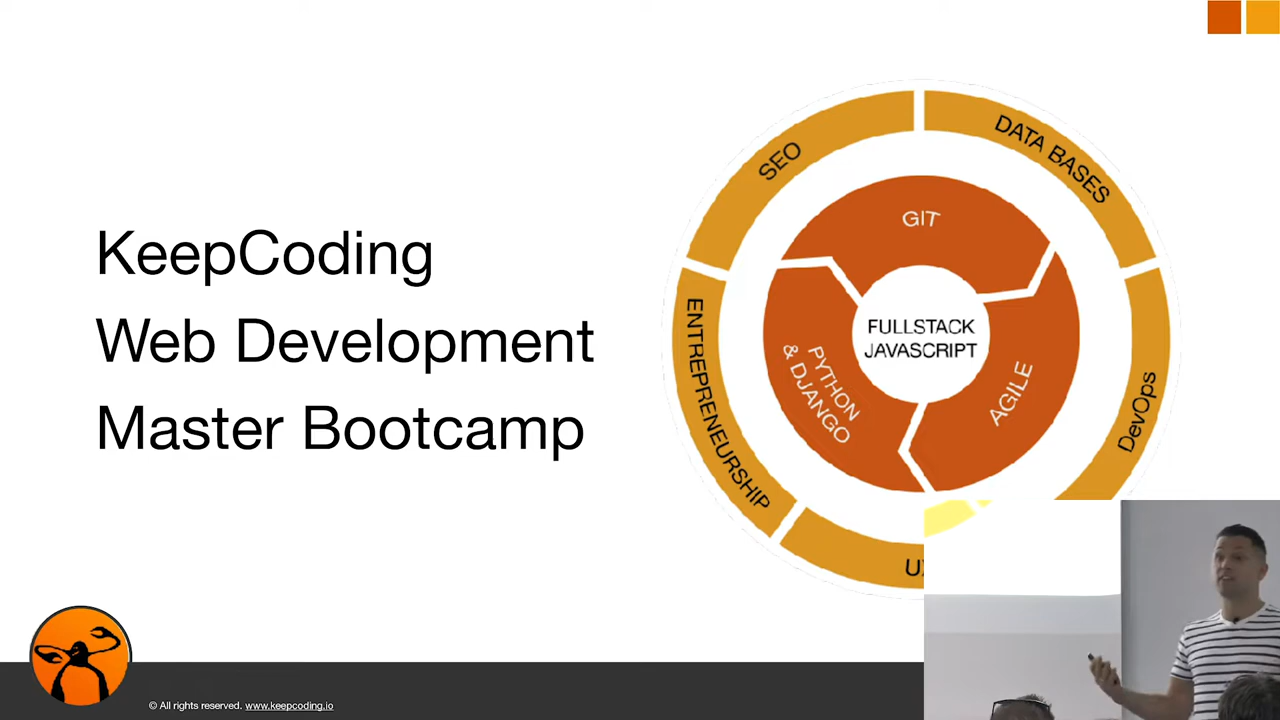 KeepCoding
Web Development
Master Bootcamp
SEO
DATA BASES
GIT
FULLSTACK
JAVASCRIPT
ENTREPRENEURSHIP
PYTHON
& DJANGO
AGILE
DevOps
© All rights reserved. www.keepcoding.io